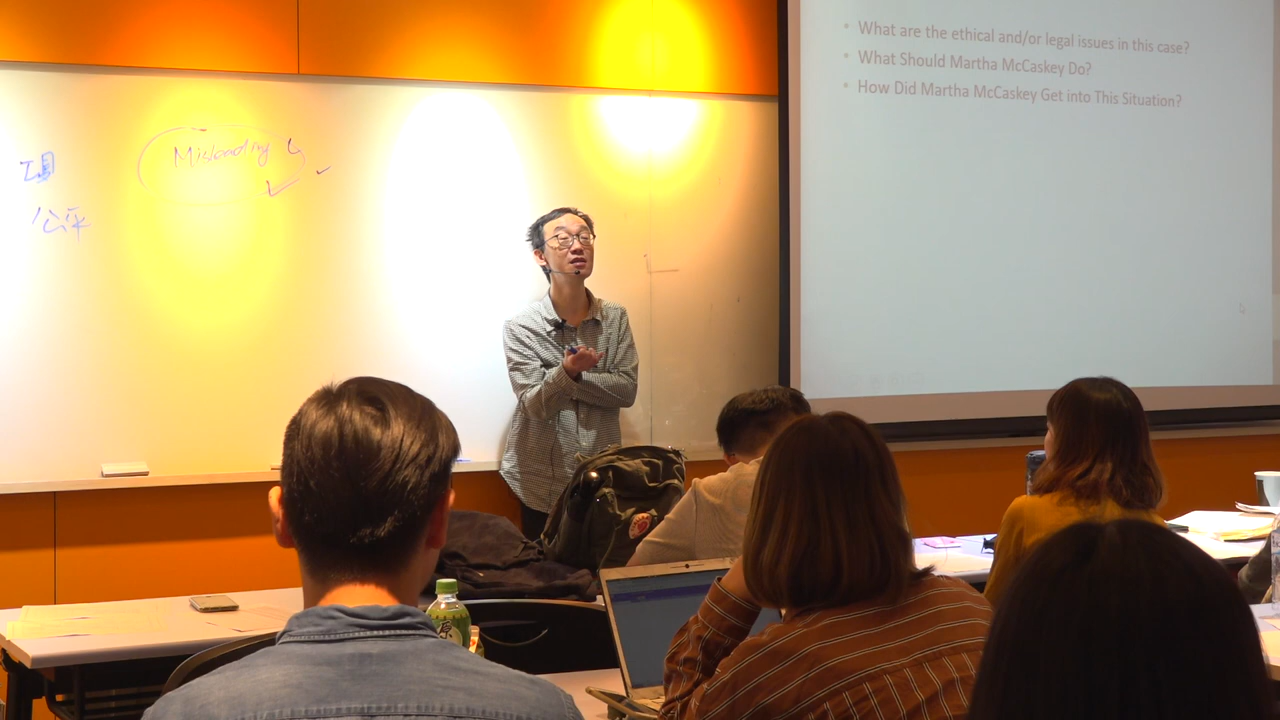 公平
Misleading
• What are the ethical and/or legal issues in this case?
• What Should Martha McCaskey Do?
• How Did Martha McCaskey Get into This Situation?